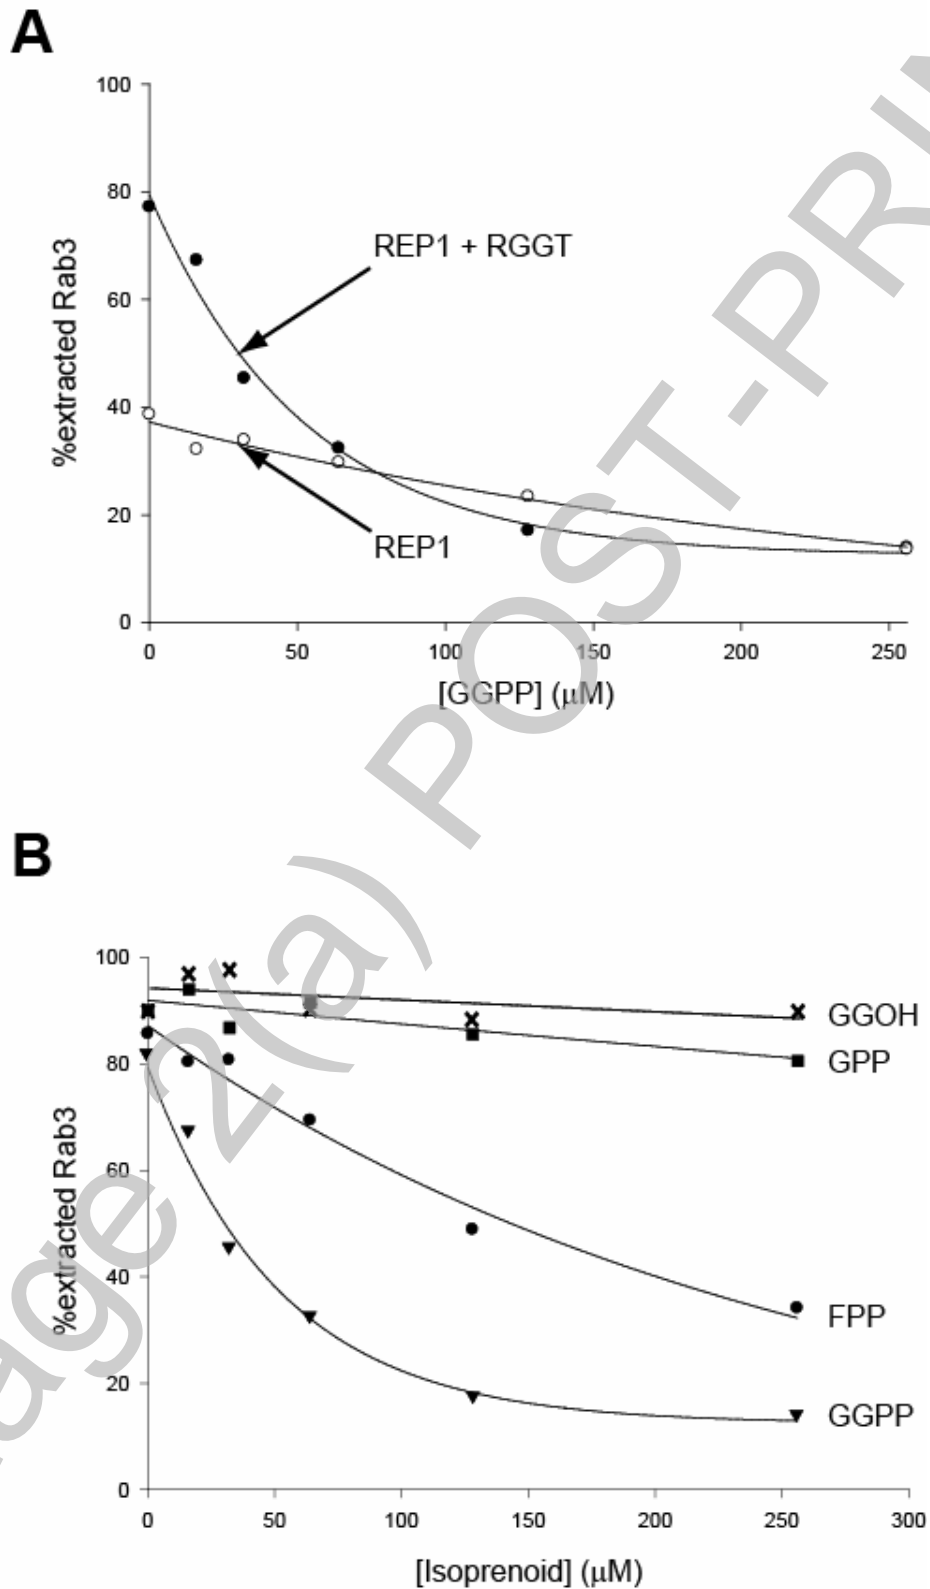 A
100
80
60
40
20
0
%extracted Rab3
REP1 + RGGT
REP1
0 50 100 150 200 250
[GGPP] (μM)
B
100
80
60
40
20
0
%extracted Rab3
GGOH
GPP
FPP
GGPP
0 50 100 150 200 250 300
[Isoprenoid] (μM)
age 2(a) POST-PRI